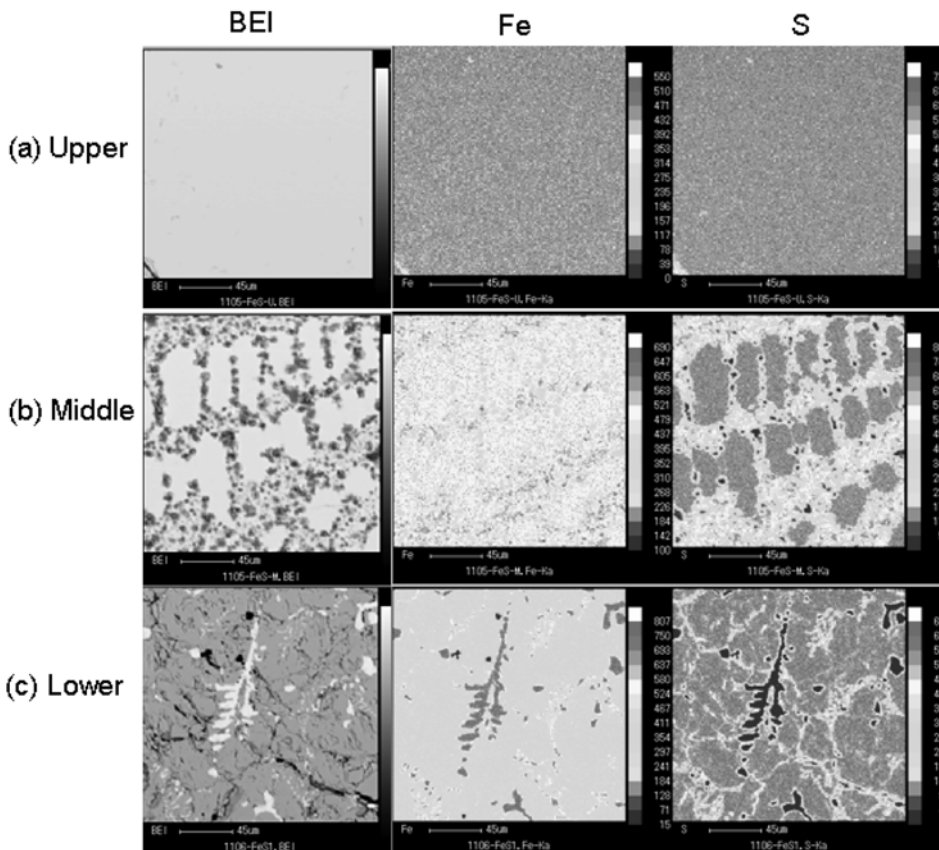 BEI Fe S
(a) Upper
550
510
471
432
392
353
314
275
235
196
157
117
78
39
0
BEI 45um
1105-FeS-U. BEI
Fe 45um
1105-FeS-U. Fe-Ka
S 45um
1105-FeS-U. S-Ka
(b) Middle
690
647
605
563
521
479
437
395
352
310
268
226
184
142
100
BEI 45um
1105-FeS-M. BEI
Fe 45um
1105-FeS-M. Fe-Ka
S 45um
1105-FeS-M. S-Ka
(c) Lower
807
750
693
637
580
524
467
411
354
297
241
184
128
71
15
BEI 45um
1106-FeS1. BEI
Fe 45um
1106-FeS1. Fe-Ka
S 45um
1106-FeS1. S-Ka